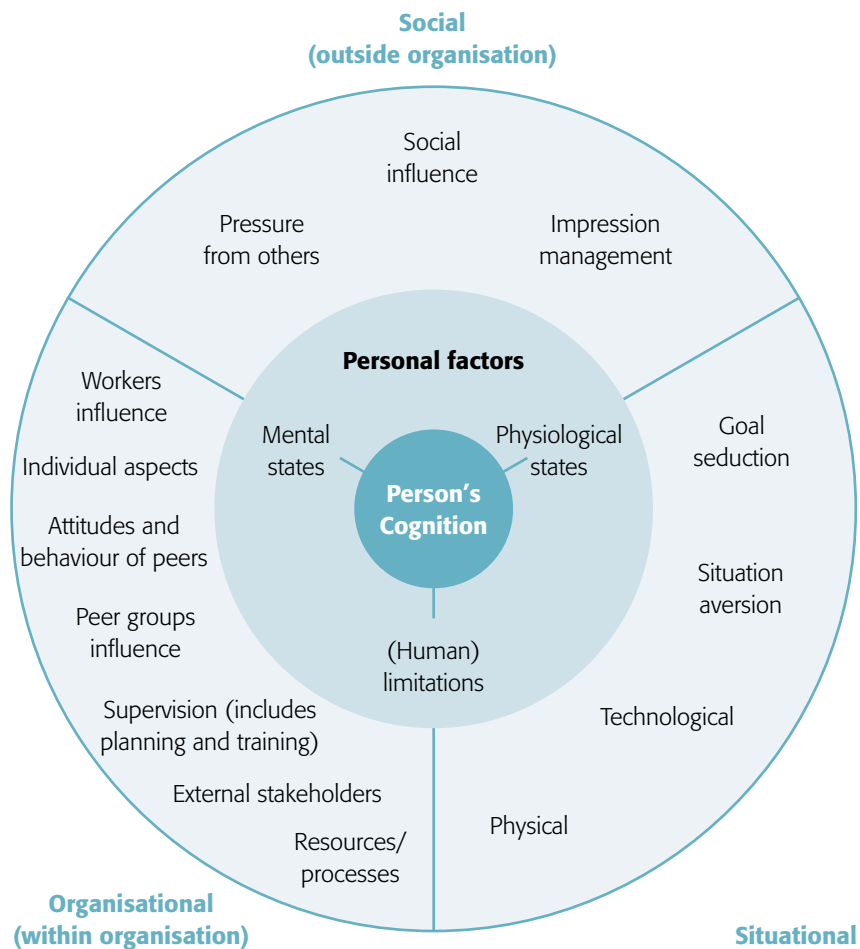 Social
(outside organisation)
Social
influence
Pressure
from others
Impression
management
Personal factors
Mental
states
Physiological
states
Person's
Cognition
(Human)
limitations
Workers
influence
Individual aspects
Attitudes and
behaviour of peers
Peer groups
influence
Supervision (includes
planning and training)
External stakeholders
Resources/
processes
Goal
seduction
Situation
aversion
Technological
Physical
Organisational
(within organisation)
Situational